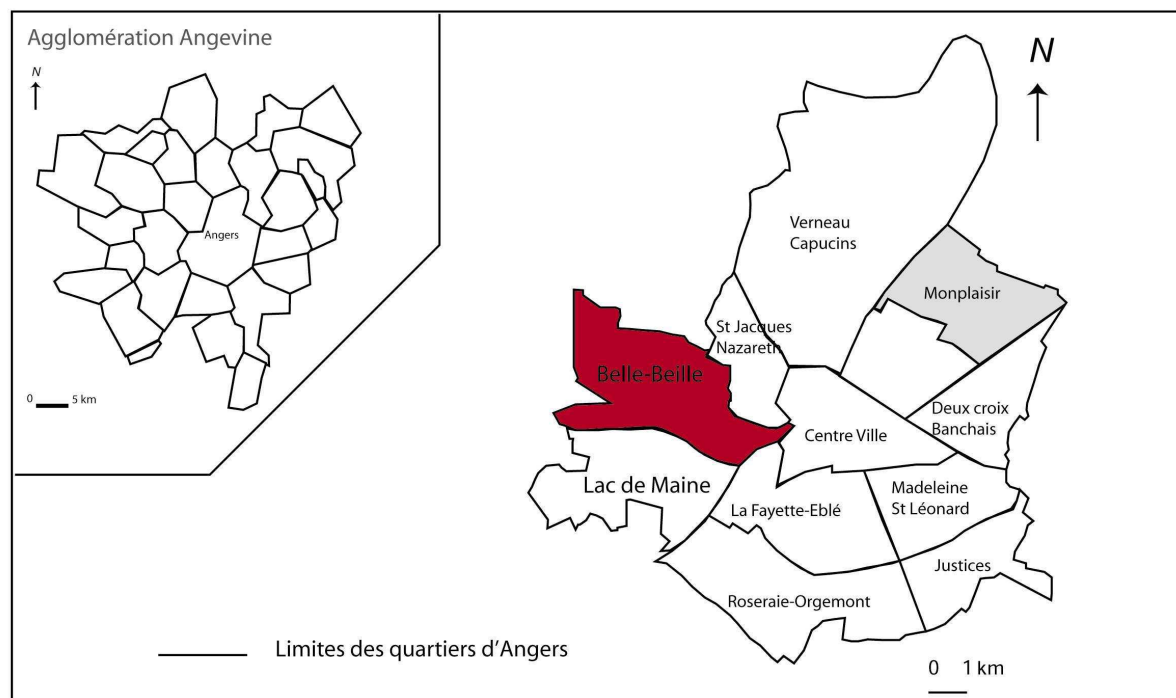 Agglomération Angevine
N
Angers
0 5 km
N
Verneau
Capucins
Monplaisir
St Jacques
Nazareth
Belle-Beille
Deux croix
Banchais
Centre Ville
Lac de Maine
Madeleine
St Léonard
La Fayette-Eblé
Justices
Roseraie-Orgemont
Limites des quartiers d'Angers
0 1 km